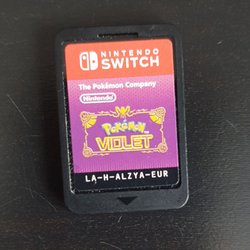 NINTENDO
SWITCH
The Pokémon Company
Nintendo
Pokémon
VIOLET
LA-H-ALZYA-EUR